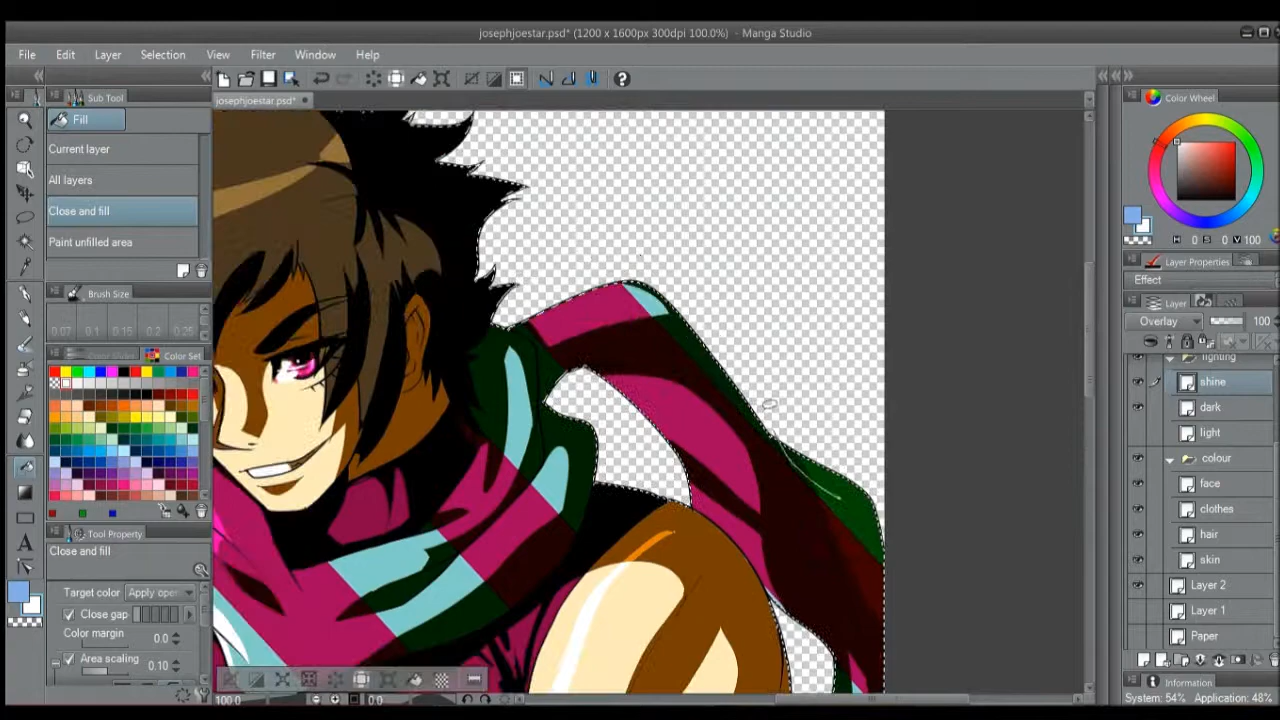 josephjoestar.psd* (1200 x 1600px 300dpi 100.0%) - Manga Studio
File Edit Layer Selection View Filter Window Help
Sub Tool
josephjoestar.psd*
Color Wheel
Fill
Current layer
All layers
Close and fill
Paint unfilled area
H 0 S 0 V 100
Layer Properties
Effect
Brush Size
Layer
0.07 0.1 0.15 0.2 0.25
Overlay 100
Color Slider Color Set
lighting
shine
dark
light
colour
face
clothes
hair
skin
Tool Property
Close and fill
Target color Apply open
Close gap
Color margin 0.0
Area scaling 0.10
Layer 2
Layer 1
Paper
Information
100.0 0.0
System: 54% Application: 48%